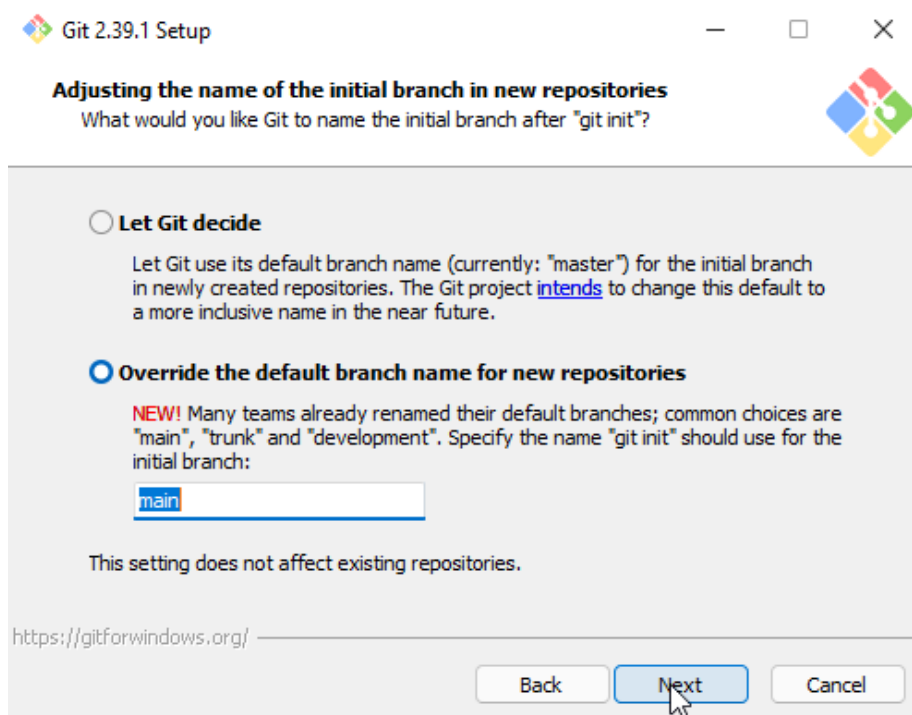 Git 2.39.1 Setup
Adjusting the name of the initial branch in new repositories
What would you like Git to name the initial branch after "git init"?
Let Git decide
Let Git use its default branch name (currently: "master") for the initial branch
in newly created repositories. The Git project intends to change this default to
a more inclusive name in the near future.
Override the default branch name for new repositories
NEW! Many teams already renamed their default branches; common choices are
"main", "trunk" and "development". Specify the name "git init" should use for the
initial branch:
main
This setting does not affect existing repositories.
https://gitforwindows.org/
Back Next Cancel